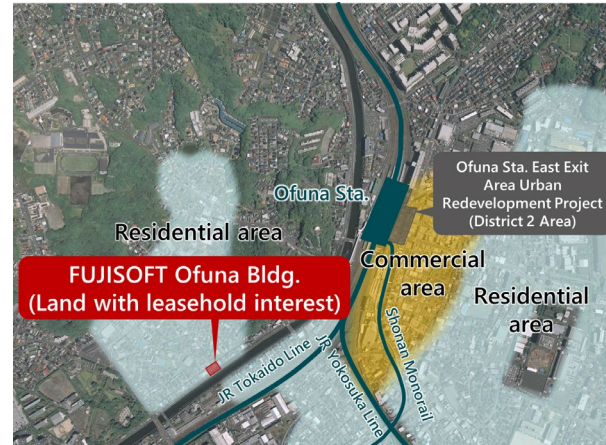 Ofuna Sta. East Exit
Area Urban
Redevelopment Project
(District 2 Area)
Ofuna Sta.
Residential area
Commercial
area
FUJISOFT Ofuna Bldg.
(Land with leasehold interest)
Residential
area
JR Tokaido Line
JR Yokosuka Line
Shonan Monorail